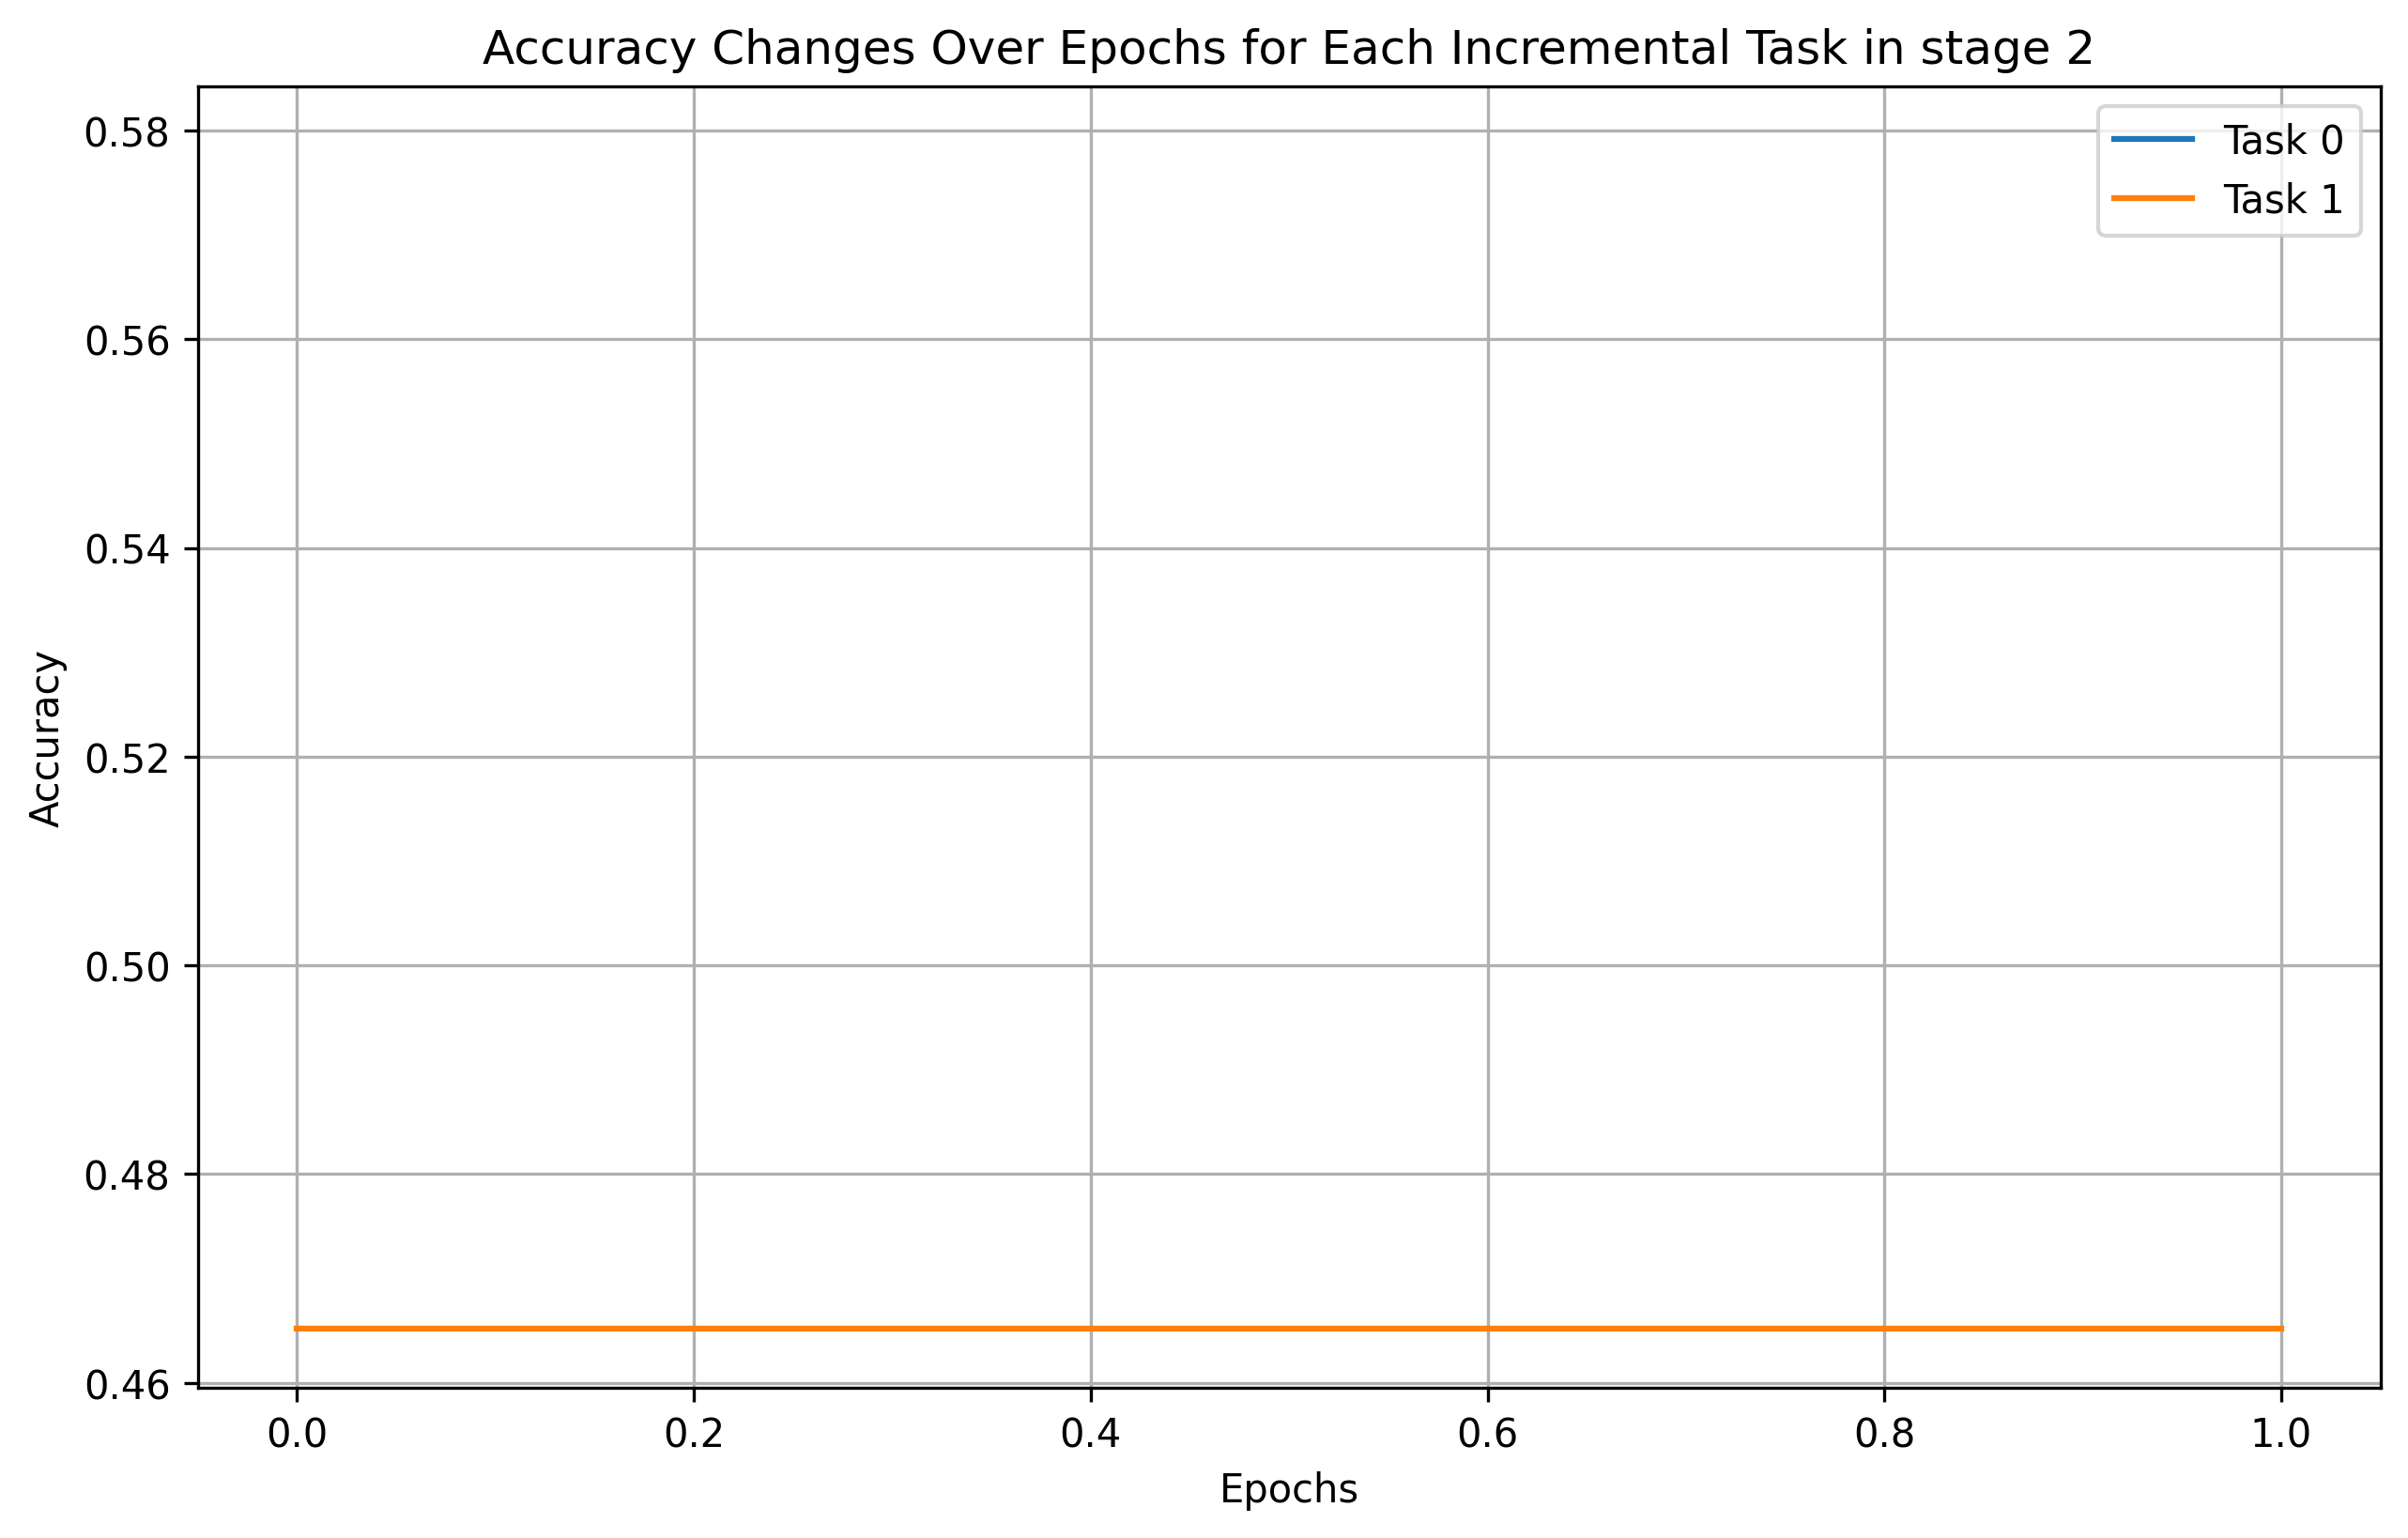 Accuracy Changes Over Epochs for Each Incremental Task in stage 2
Task 0
Task 1
Accuracy
0.58
0.56
0.54
0.52
0.50
0.48
0.46
0.0 0.2 0.4 0.6 0.8 1.0
Epochs